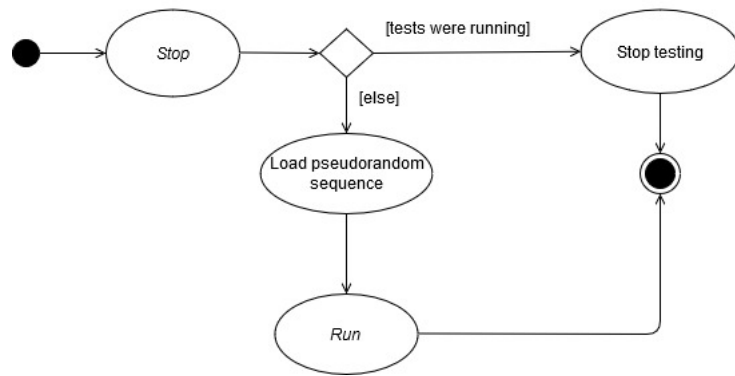 [tests were running]
Stop
Stop testing
[else]
Load pseudorandom
sequence
Run